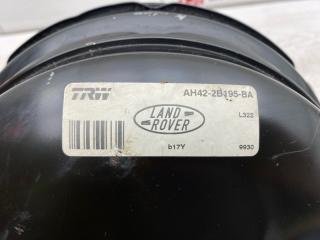 TRW
AH42-2B195-BA
LAND
ROVER
L322
b17Y
9930